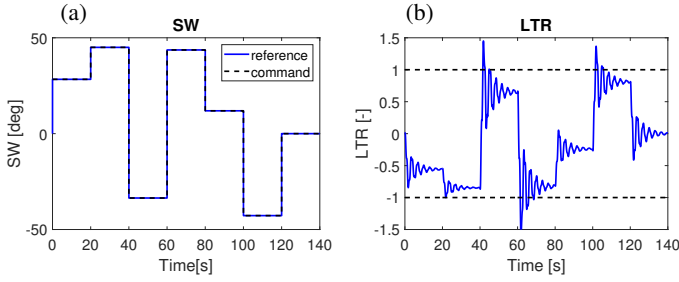 (a)
SW
50
0
-50
SW [deg]
reference
command
0 20 40 60 80 100 120 140
Time[s]
(b)
LTR
1.5
1
0.5
0
-0.5
-1
-1.5
LTR [-]
0 20 40 60 80 100 120 140
Time [s]